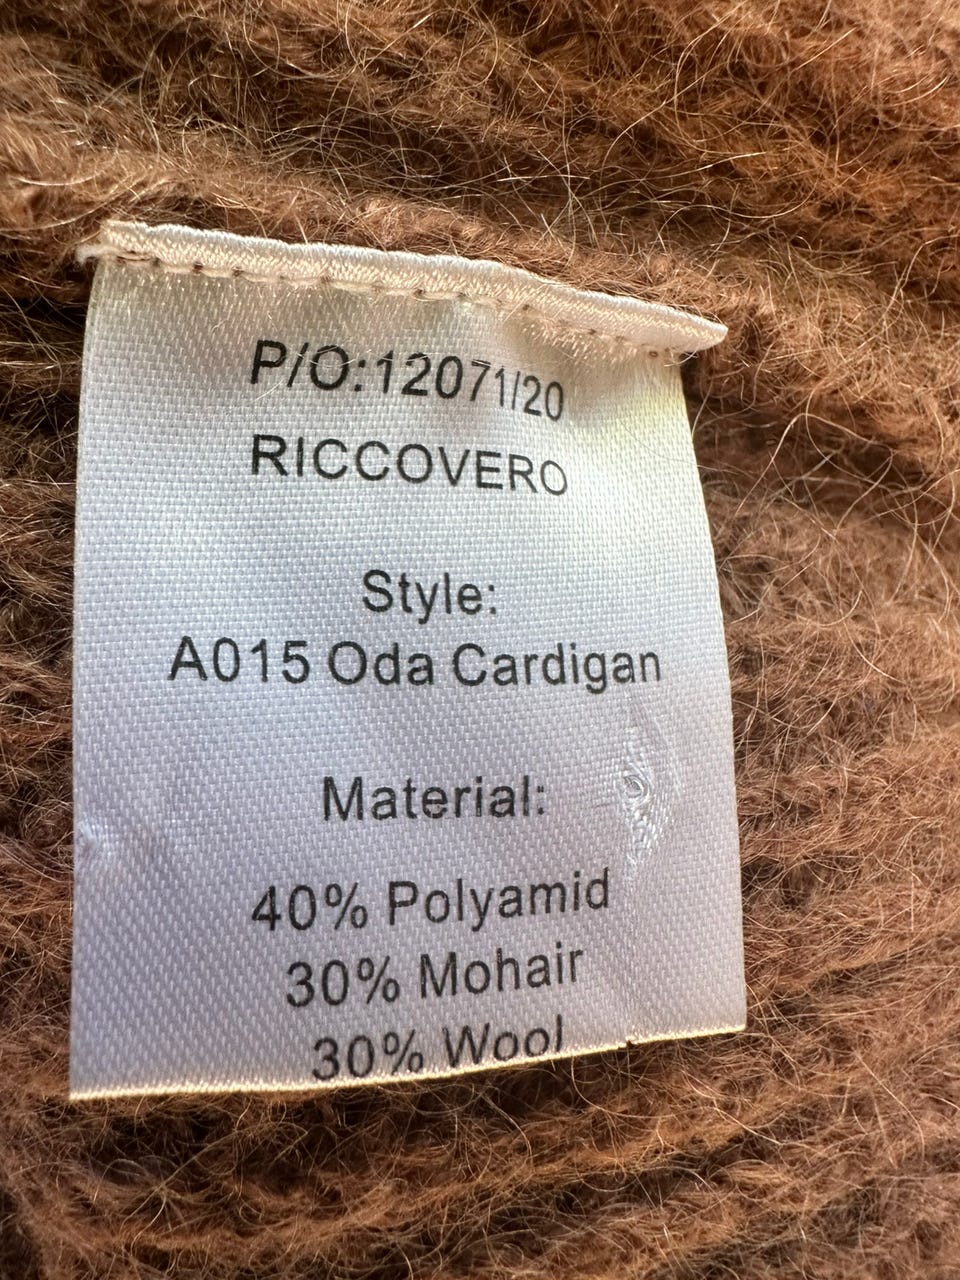 P/O:12071/20
RICCOVERO
Style:
A015 Oda Cardigan
Material:
40% Polyamid
30% Mohair
30% Wool